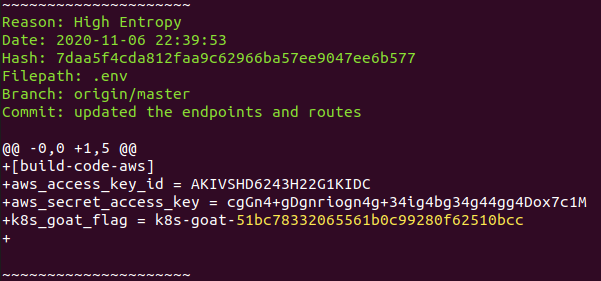 ~~~~~~~~~~~~~~~~~~~~~
Reason: High Entropy
Date: 2020-11-06 22:39:53
Hash: 7daa5f4cda812faa9c62966ba57ee9047ee6b577
Filepath: .env
Branch: origin/master
Commit: updated the endpoints and routes
@@ -0,0 +1,5 @@
+[build-code-aws]
+aws_access_key_id = AKIVSHD6243H22G1KIDC
+aws_secret_access_key = cgGn4+gDgnriogn4g+34ig4bg34g44gg4Dox7c1M
+k8s_goat_flag = k8s-goat-51bc78332065561b0c99280f62510bcc
+
~~~~~~~~~~~~~~~~~~~~~